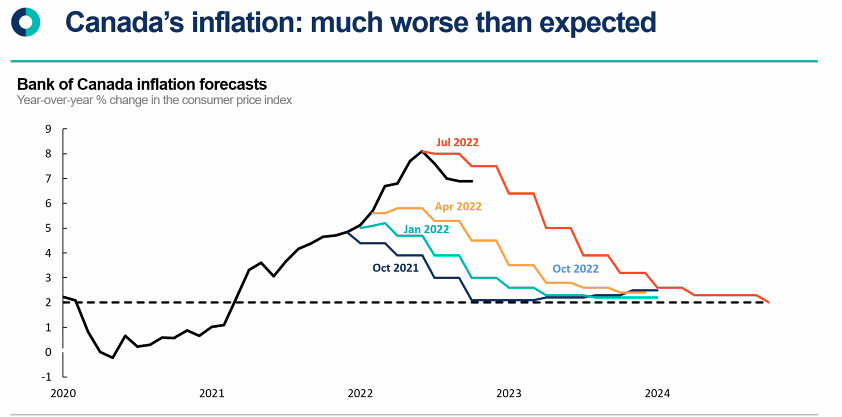 Canada's inflation: much worse than expected
Bank of Canada inflation forecasts
Year-over-year % change in the consumer price index
9
8
7
6
5
4
3
2
1
0
-1
Jul 2022
Apr 2022
Jan 2022
Oct 2021
Oct 2022
2020
2021
2022
2023
2024